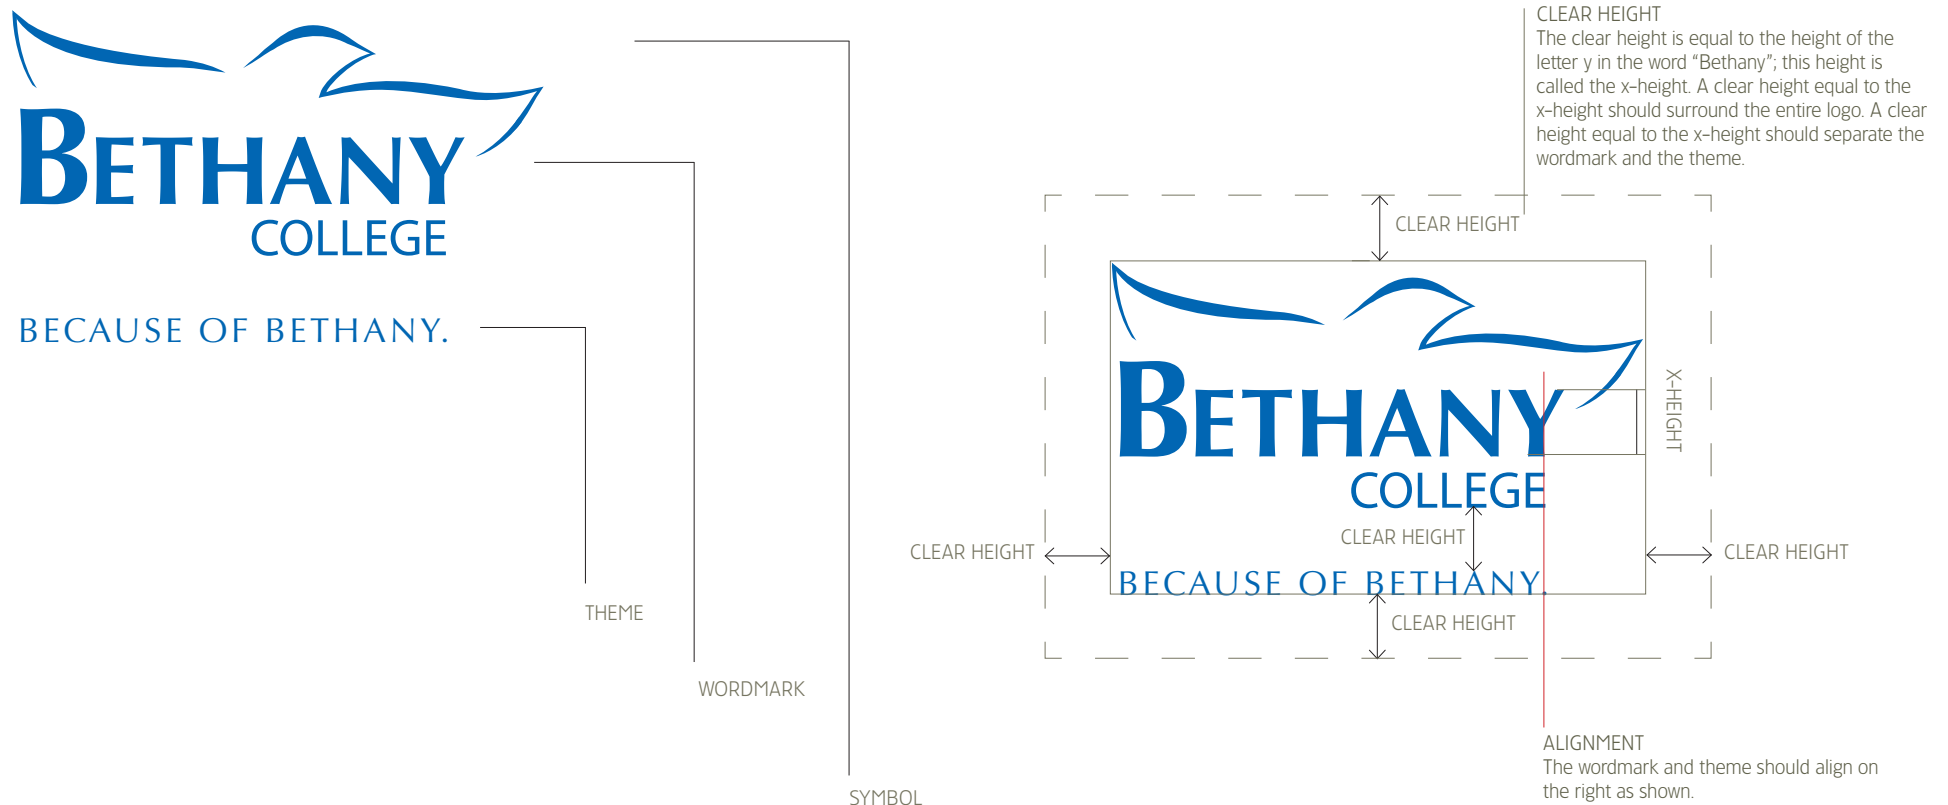 BETHANY
COLLEGE
BECAUSE OF BETHANY.
THEME
WORDMARK
SYMBOL
CLEAR HEIGHT
The clear height is equal to the height of the
letter y in the word “Bethany”; this height is
called the x-height. A clear height equal to the
x-height should surround the entire logo. A clear
height equal to the x-height should separate the
wordmark and the theme.
CLEAR HEIGHT
BETHANY
X-HEIGHT
COLLEGE
CLEAR HEIGHT
CLEAR HEIGHT
CLEAR HEIGHT
BECAUSE OF BETHANY.
CLEAR HEIGHT
ALIGNMENT
The wordmark and theme should align on
the right as shown.